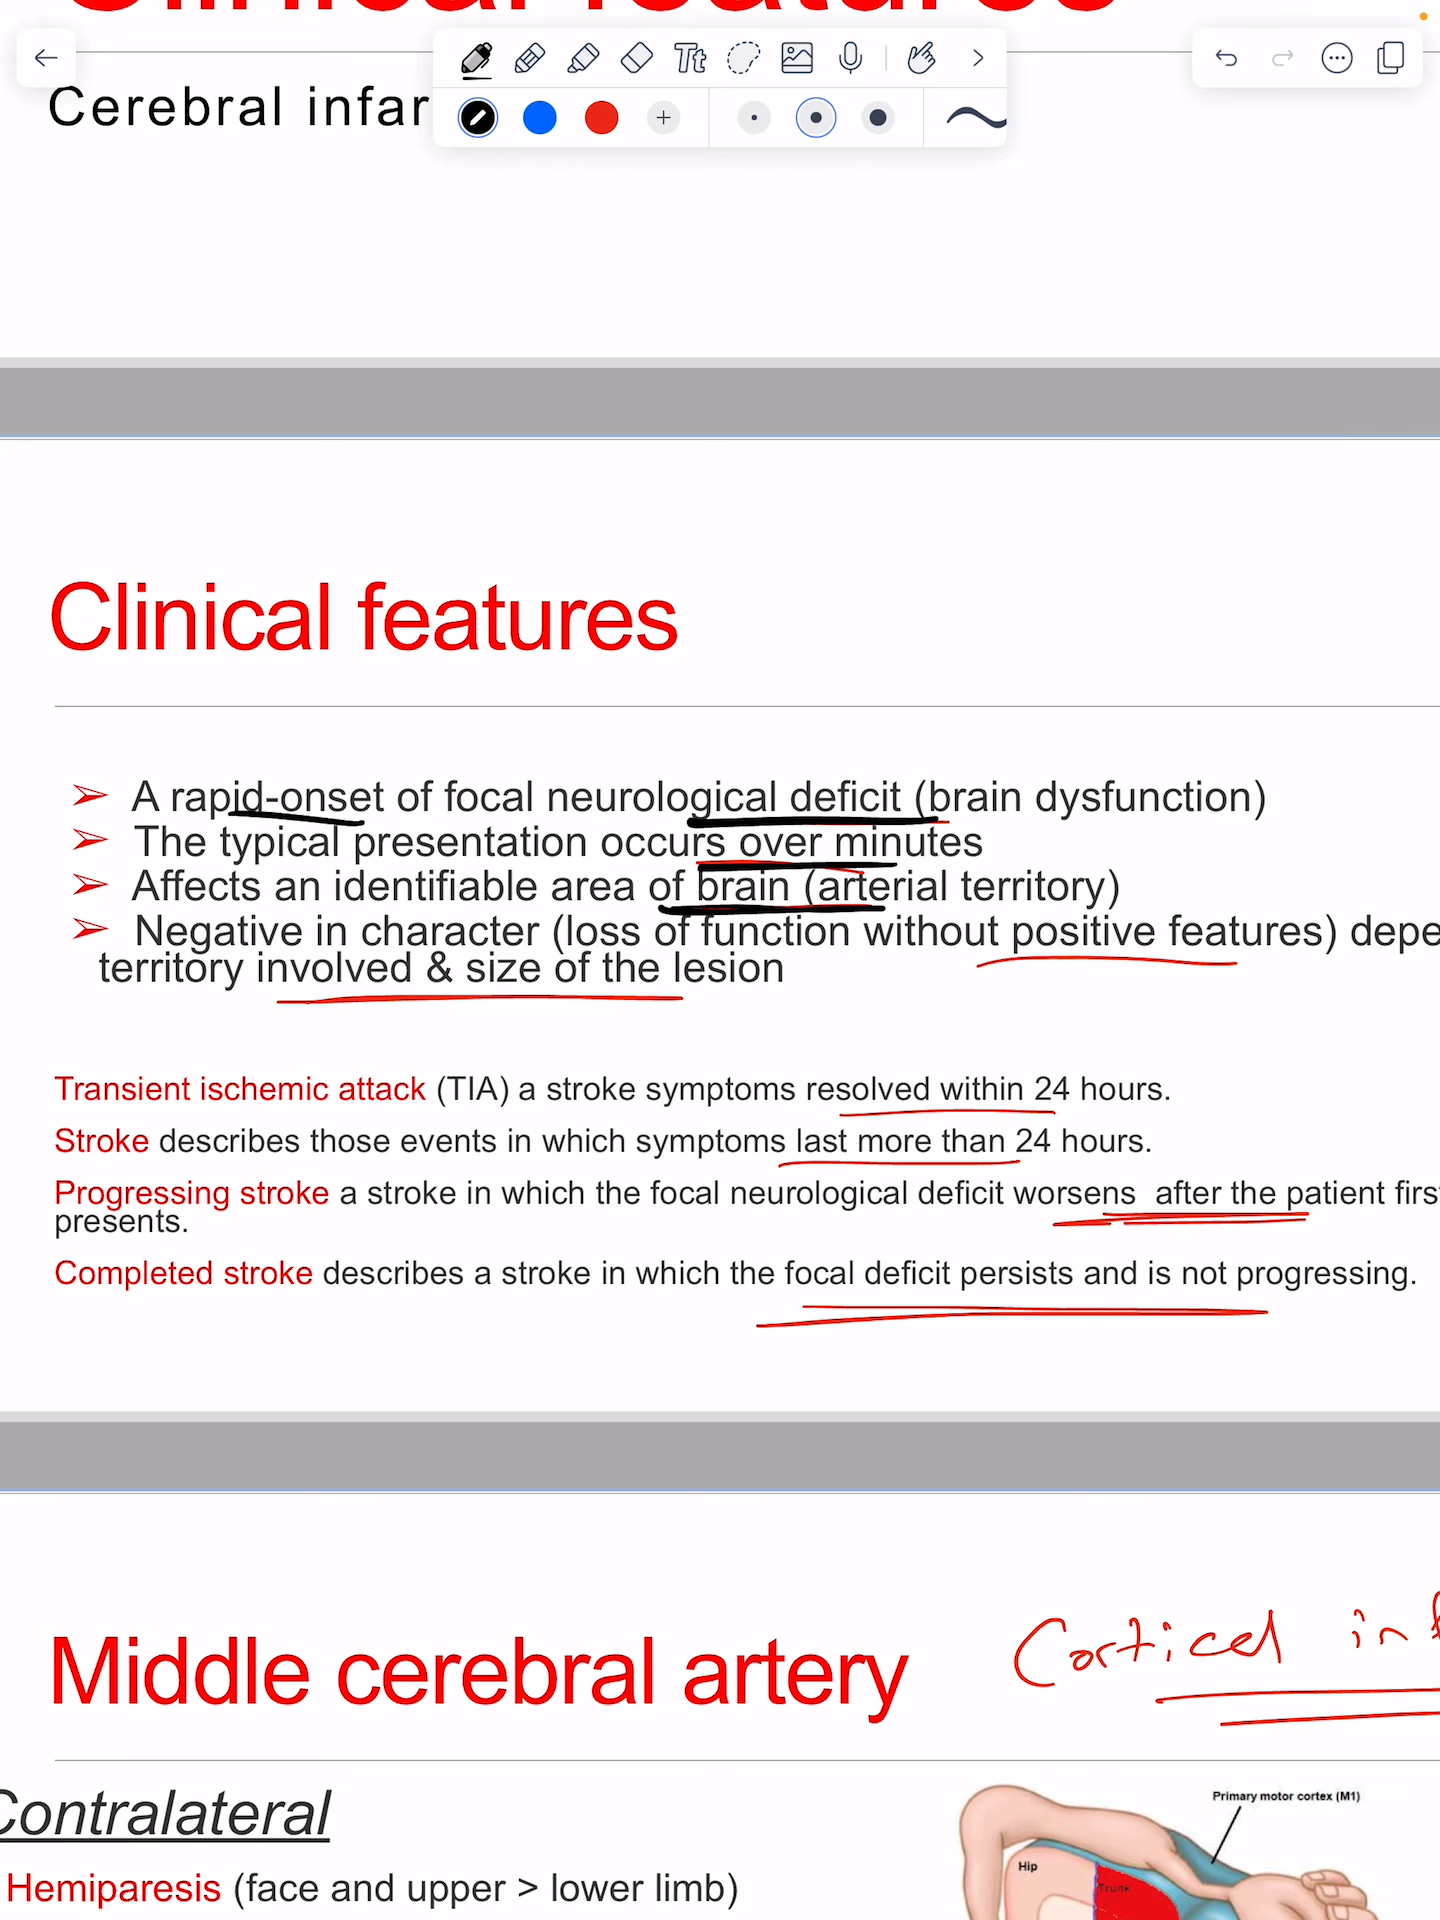 Clinical features
Cerebral infar
Tt
Clinical features
➢ A rapid-onset of focal neurological deficit (brain dysfunction)
➢ The typical presentation occurs over minutes
➢ Affects an identifiable area of brain (arterial territory)
➢ Negative in character (loss of function without positive features) depe
territory involved & size of the lesion
Transient ischemic attack (TIA) a stroke symptoms resolved within 24 hours.
Stroke describes those events in which symptoms last more than 24 hours.
Progressing stroke a stroke in which the focal neurological deficit worsens after the patient firs
presents.
Completed stroke describes a stroke in which the focal deficit persists and is not progressing.
Cortical inf
Middle cerebral artery
Contralateral
Primary motor cortex (M1)
Hip
Trunk
Hemiparesis (face and upper > lower limb)